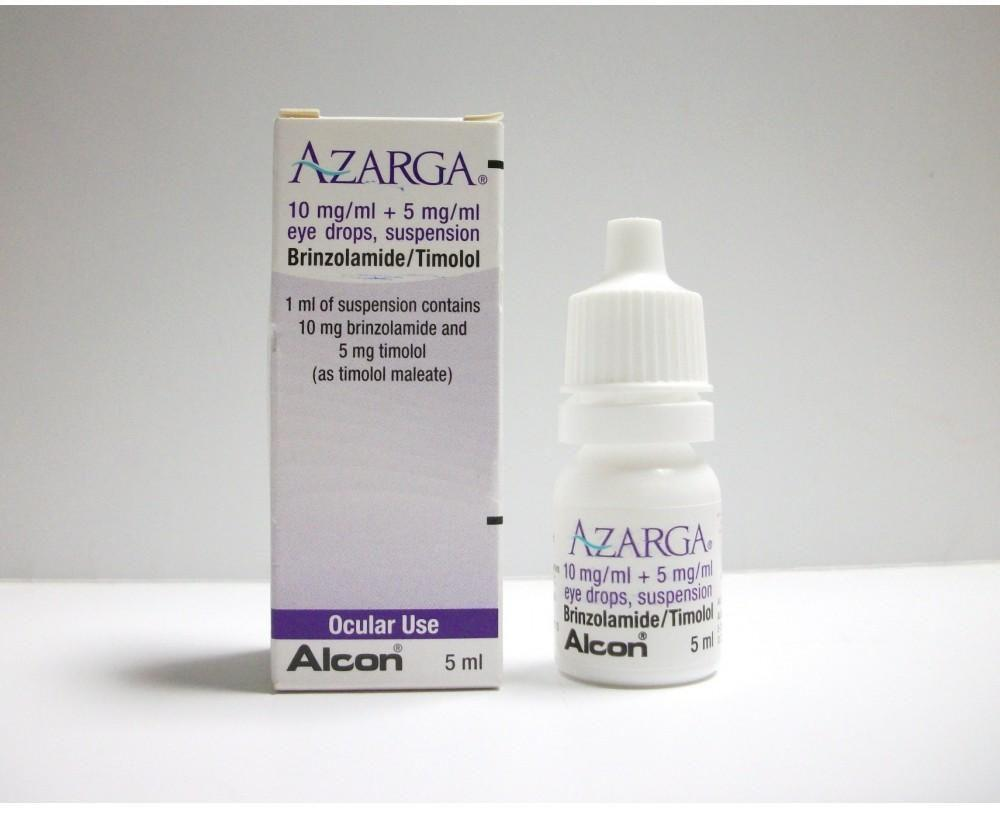 AZARGA®
10 mg/ml + 5 mg/ml
eye drops, suspension
Brinzolamide/Timolol
1 ml of suspension contains
10 mg brinzolamide and
5 mg timolol
(as timolol maleate)
Ocular Use
Alcon® 5 ml
AZARGA®
10 mg/ml + 5 mg/ml
eye drops, suspension
Brinzolamide/Timolol
Alcon® 5 ml